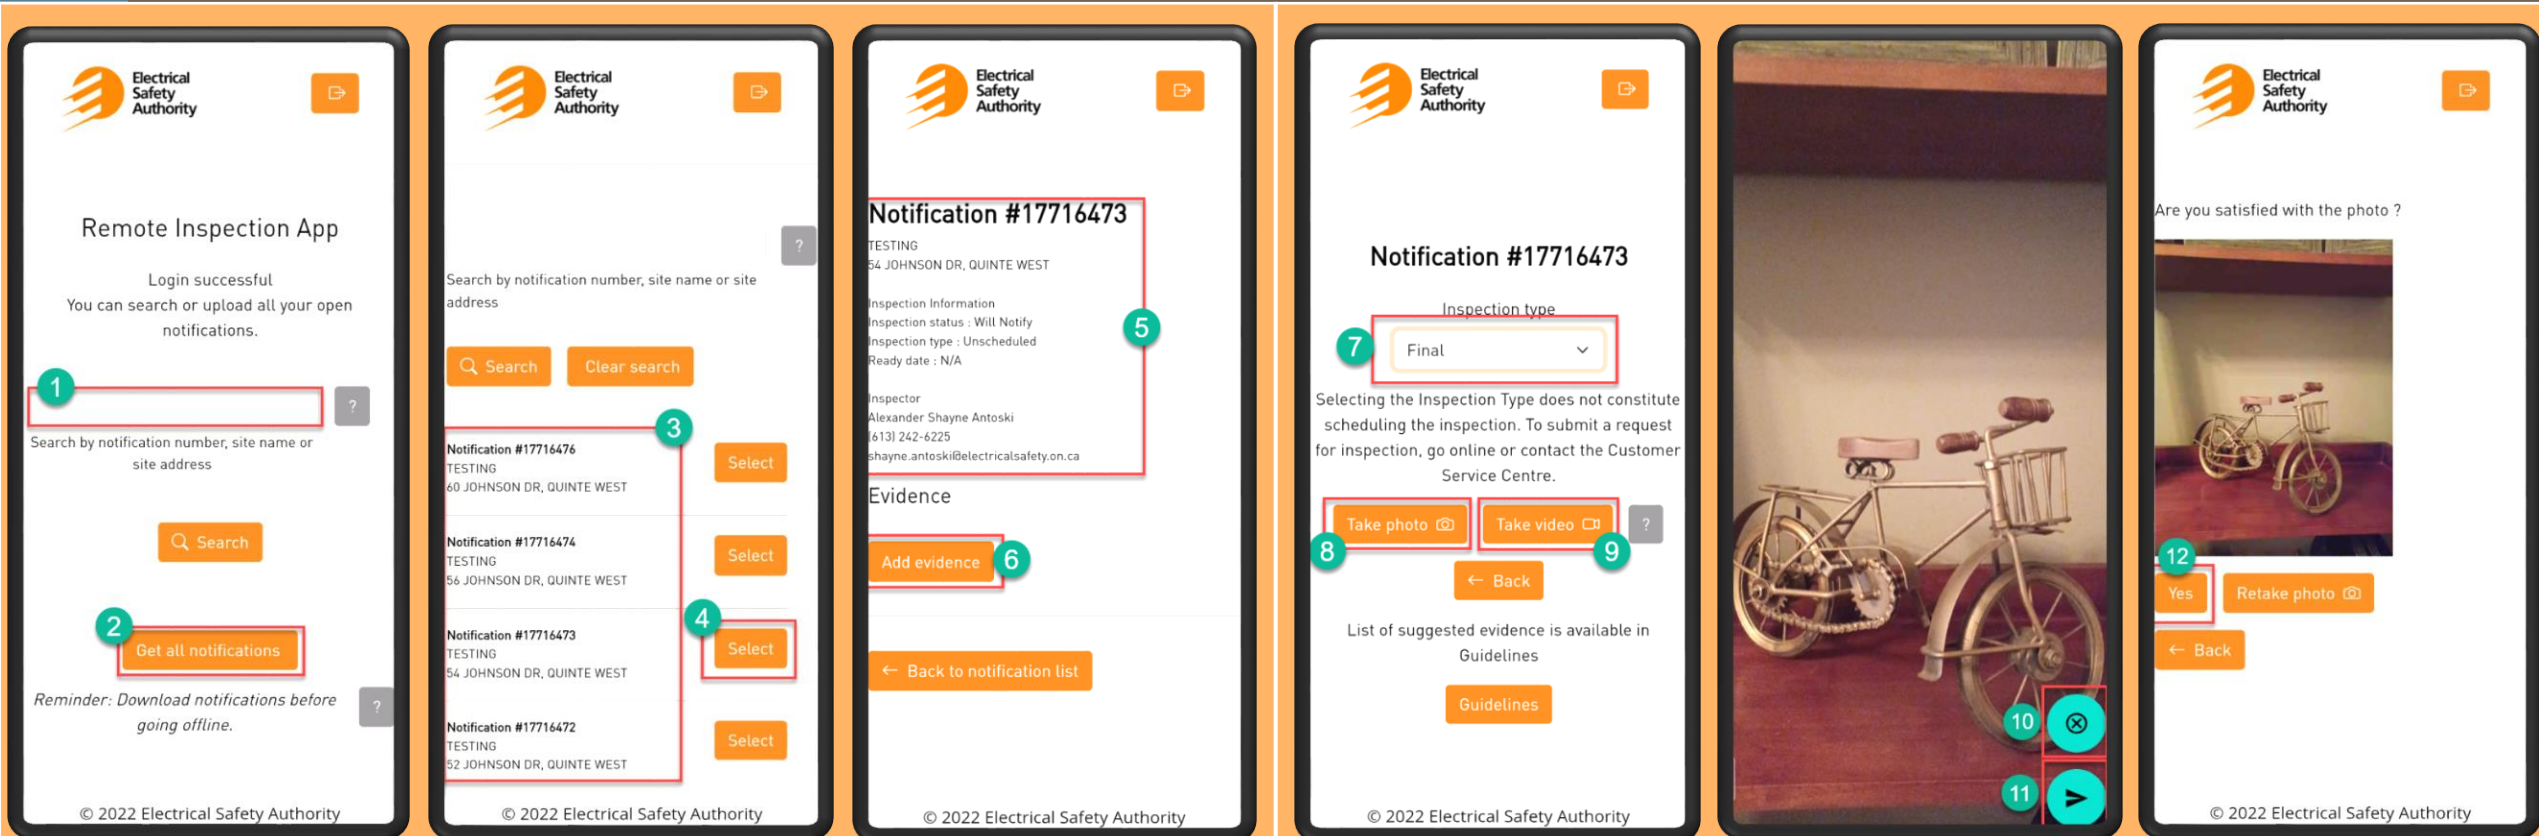 Electrical
Safety
Authority
Remote Inspection App
Login successful
You can search or upload all your open
notifications.
1
?
Search by notification number, site name or
site address
Search
2
Get all notifications
Reminder: Download notifications before
going offline.
?
© 2022 Electrical Safety Authority
Electrical
Safety
Authority
?
Search by notification number, site name or site
address
Search
Clear search
3
Notification #17716476
TESTING
60 JOHNSON DR, QUINTE WEST
Select
Notification #17716474
TESTING
56 JOHNSON DR, QUINTE WEST
Select
4
Notification #17716473
TESTING
54 JOHNSON DR, QUINTE WEST
Select
Notification #17716472
TESTING
52 JOHNSON DR, QUINTE WEST
Select
© 2022 Electrical Safety Authority
Electrical
Safety
Authority
Notification #17716473
TESTING
54 JOHNSON DR, QUINTE WEST
Inspection Information
Inspection status : Will Notify
Inspection type : Unscheduled
Ready date : N/A
5
Inspector
Alexander Shayne Antoski
(613) 242-6225
shayne.antoski@electricalsafety.on.ca
Evidence
Add evidence
6
← Back to notification list
© 2022 Electrical Safety Authority
Electrical
Safety
Authority
Notification #17716473
Inspection type
7
Final
Selecting the Inspection Type does not constitute
scheduling the inspection. To submit a request
for inspection, go online or contact the Customer
Service Centre.
Take photo
Take video
?
8
9
← Back
List of suggested evidence is available in
Guidelines
Guidelines
© 2022 Electrical Safety Authority
10
11
Electrical
Safety
Authority
Are you satisfied with the photo ?
12
Yes
Retake photo
← Back
© 2022 Electrical Safety Authority